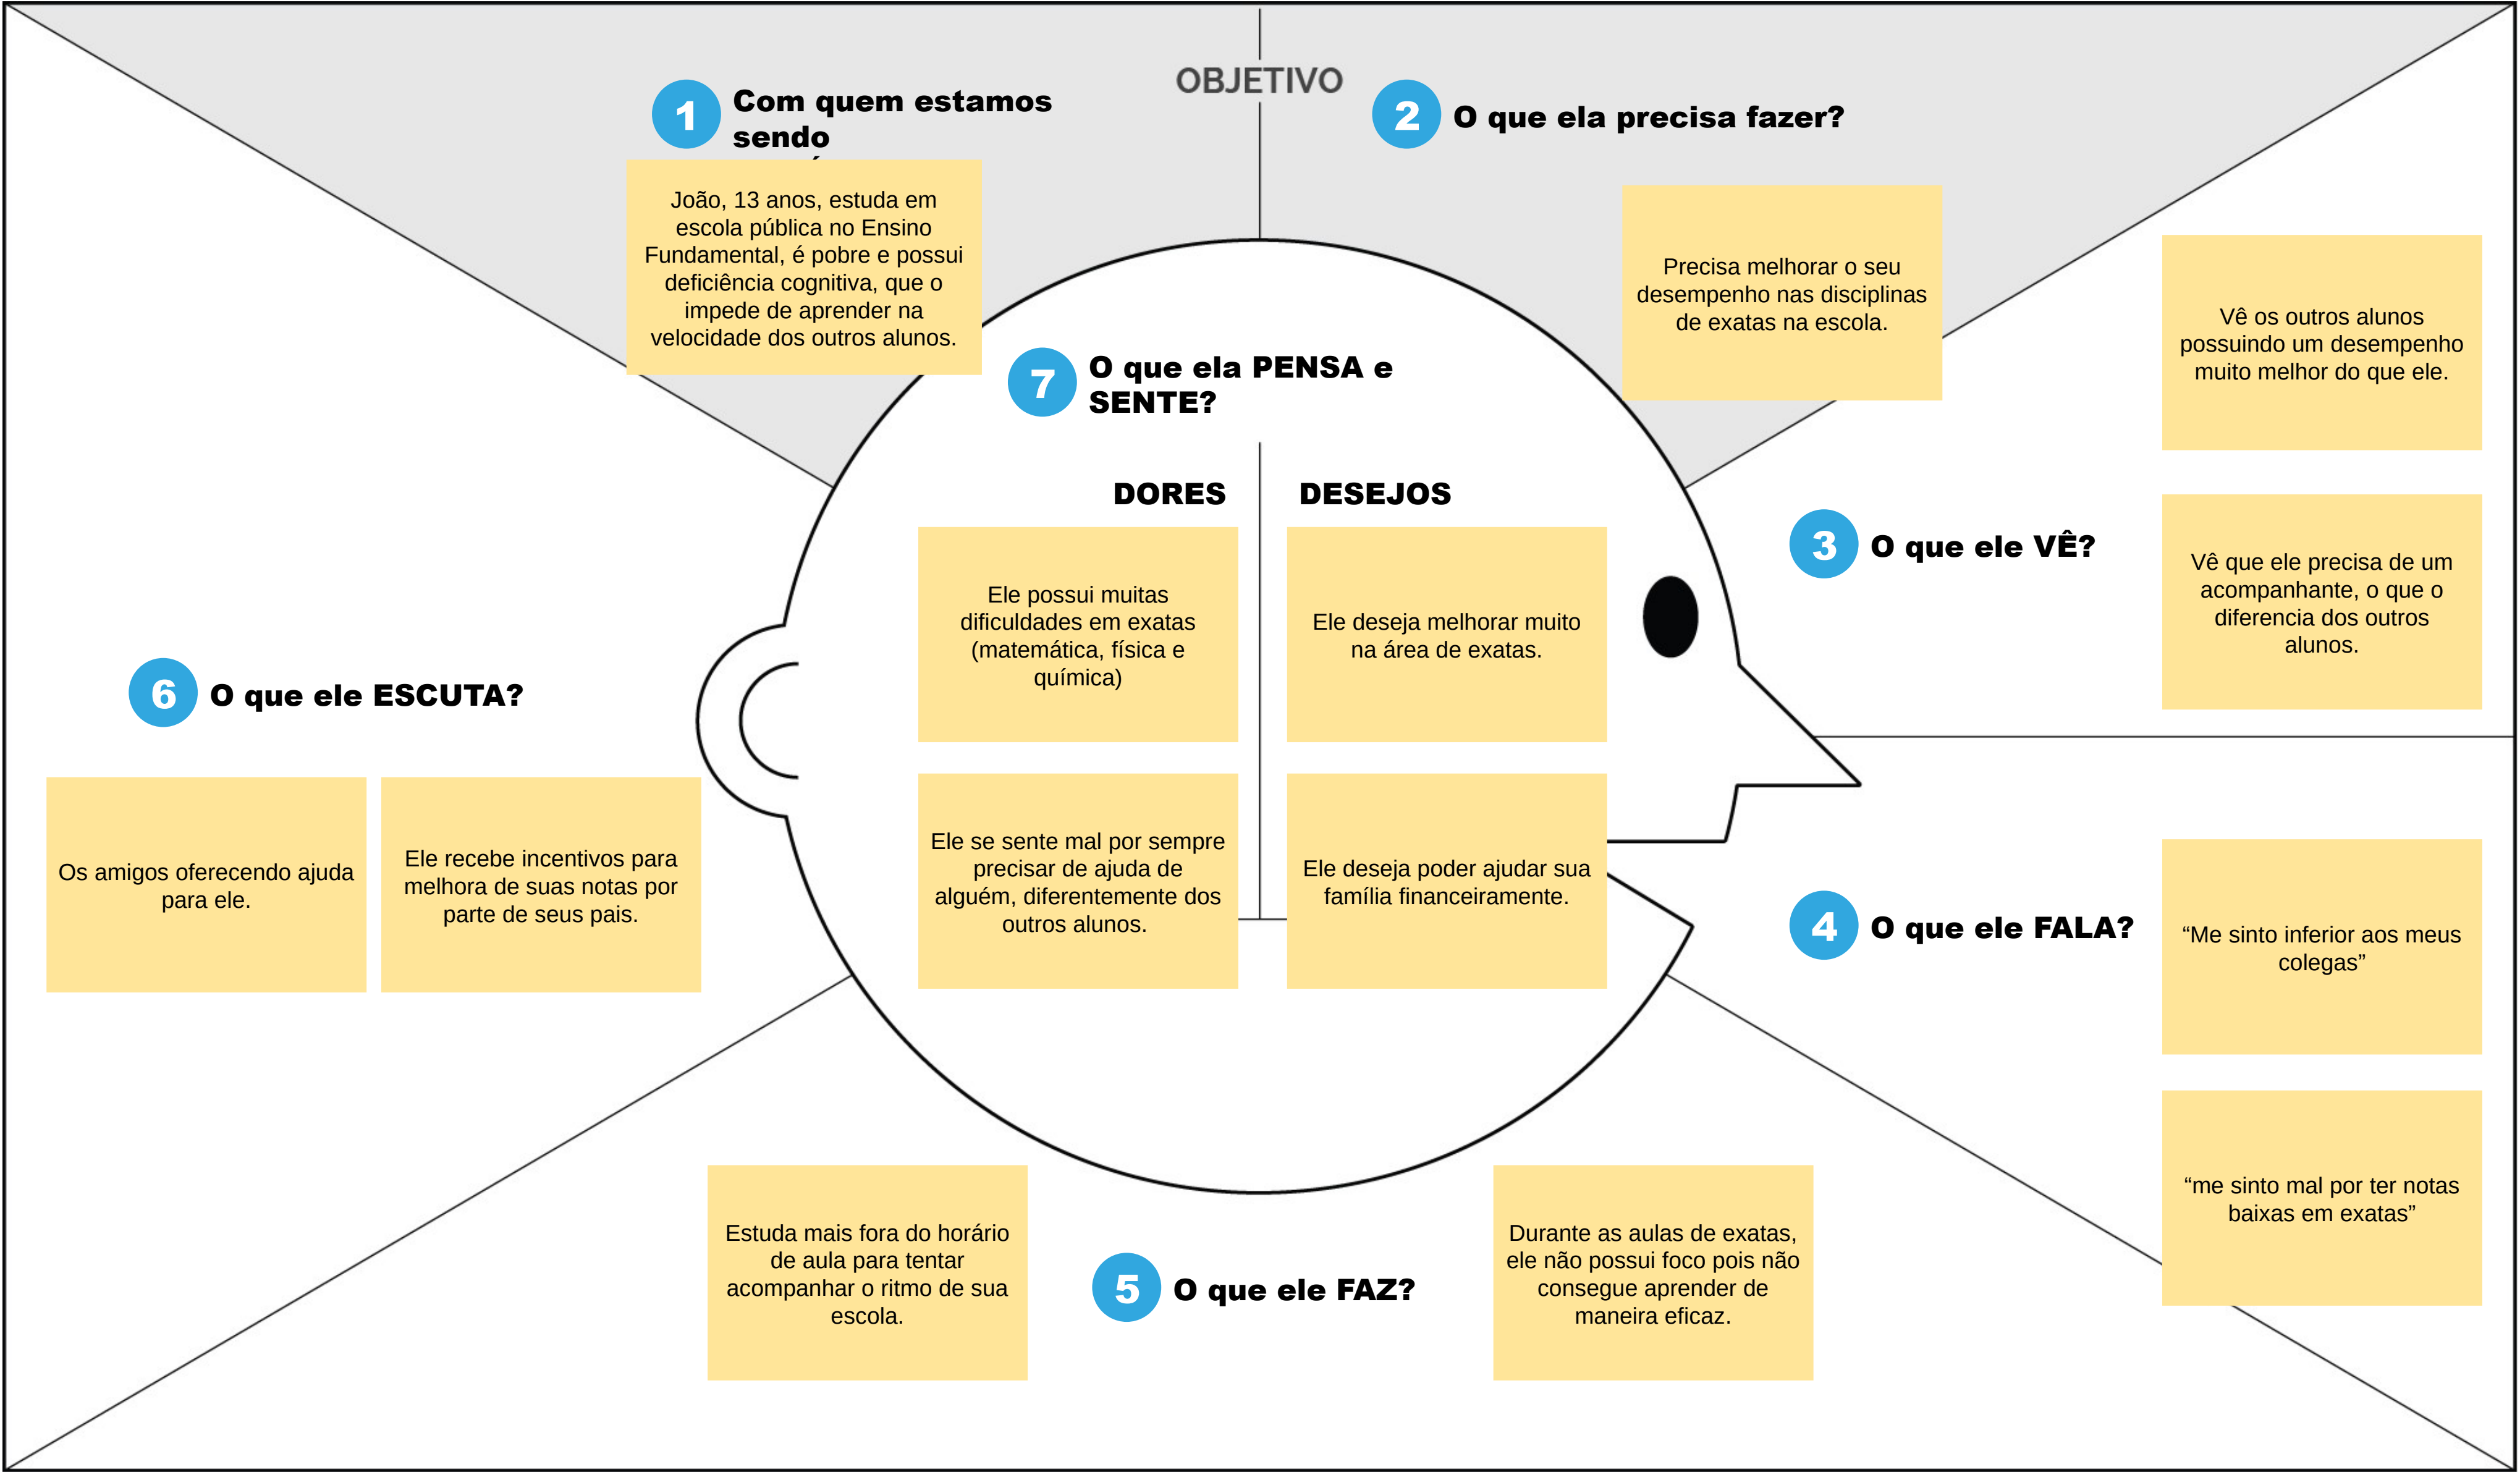 OBJETIVO
1
Com quem estamos
sendo
João, 13 anos, estuda em
escola pública no Ensino
Fundamental, é pobre e possui
deficiência cognitiva, que o
impede de aprender na
velocidade dos outros alunos.
2
O que ela precisa fazer?
Precisa melhorar o seu
desempenho nas disciplinas
de exatas na escola.
3
O que ele VÊ?
Vê os outros alunos
possuindo um desempenho
muito melhor do que ele.
Vê que ele precisa de um
acompanhante, o que o
diferencia dos outros
alunos.
4
O que ele FALA?
“Me sinto inferior aos meus
colegas”
“me sinto mal por ter notas
baixas em exatas”
5
O que ele FAZ?
Estuda mais fora do horário
de aula para tentar
acompanhar o ritmo de sua
escola.
Durante as aulas de exatas,
ele não possui foco pois não
consegue aprender de
maneira eficaz.
6
O que ele ESCUTA?
Os amigos oferecendo ajuda
para ele.
Ele recebe incentivos para
melhora de suas notas por
parte de seus pais.
7
O que ela PENSA e
SENTE?
DORES
Ele possui muitas
dificuldades em exatas
(matemática, física e
química)
Ele se sente mal por sempre
precisar de ajuda de
alguém, diferentemente dos
outros alunos.
DESEJOS
Ele deseja melhorar muito
na área de exatas.
Ele deseja poder ajudar sua
família financeiramente.